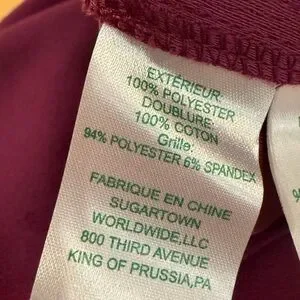 EXTÉRIEUR:
100% POLYESTER
DOUBLURE:
100% COTON
Grille:
94% POLYESTER 6% SPANDEX
FABRIQUE EN CHINE
SUGARTOWN
WORLDWIDE,LLC
800 THIRD AVENUE
KING OF PRUSSIA,PA